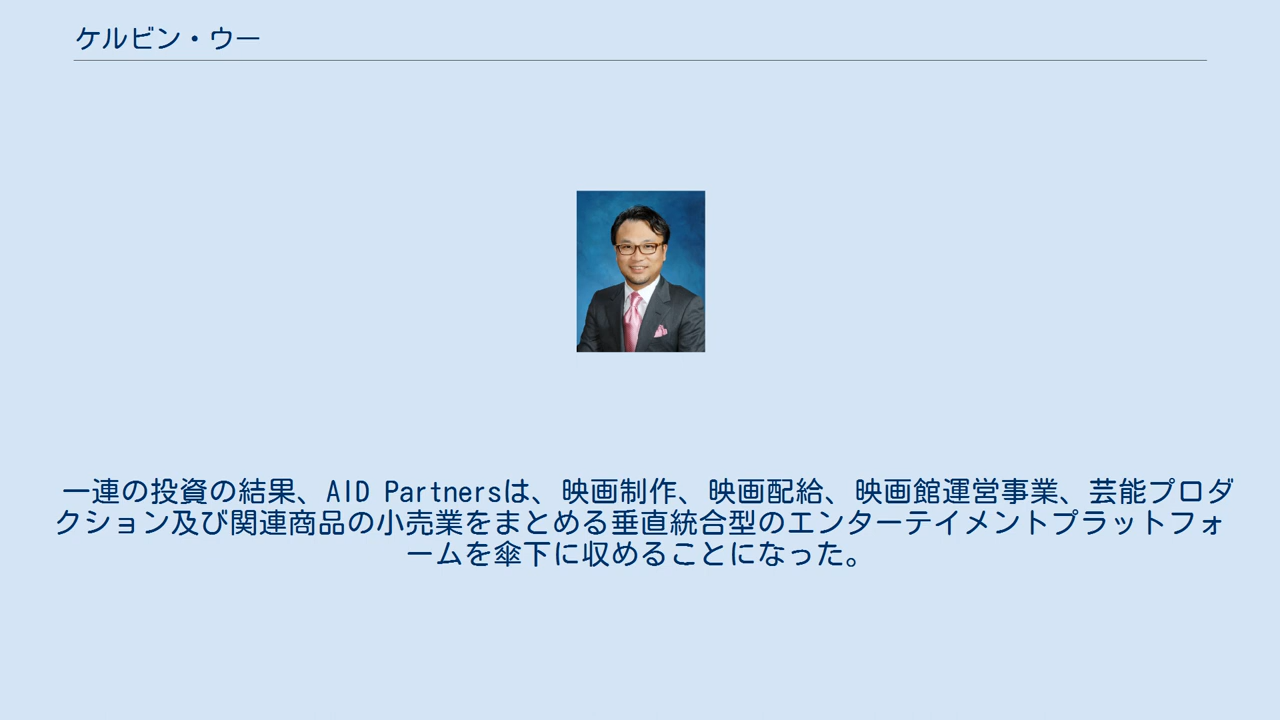 ケルビン・ウー
一連の投資の結果、AID Partnersは、映画制作、映画配給、映画館運営事業、芸能プロダ
クション及び関連商品の小売業をまとめる垂直統合型のエンターテイメントプラットフォ
ームを傘下に収めることになった。